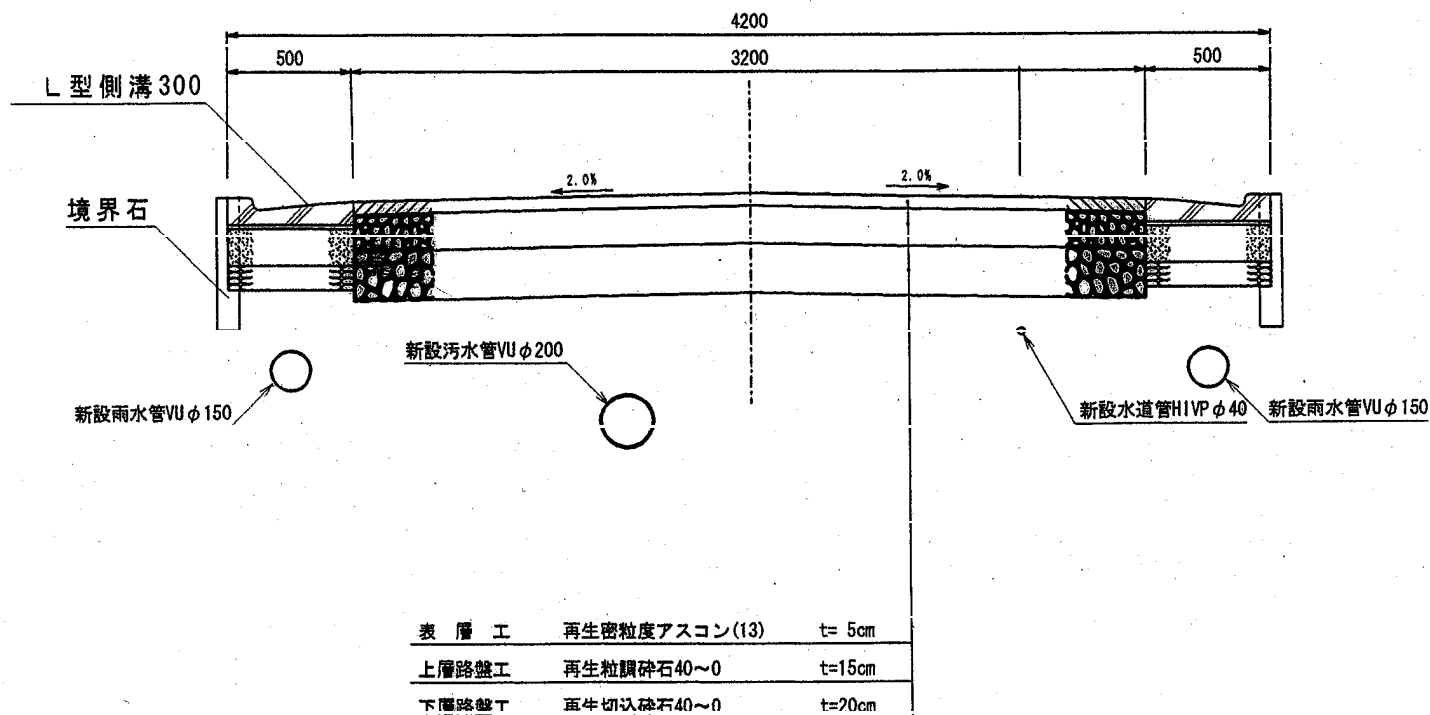 4200
500 3200 500
L型側溝300
2.0% 2.0%
境界石
新設汚水管VUφ200
新設雨水管VUφ150
新設水道管HIVPφ40
新設雨水管VUφ150
表 層 工 再生密粒度アスコン(13) t= 5cm
上層路盤工 再生粒調砕石40~0 t=15cm
下層路盤工 再生切込砕石40~0 t=20cm